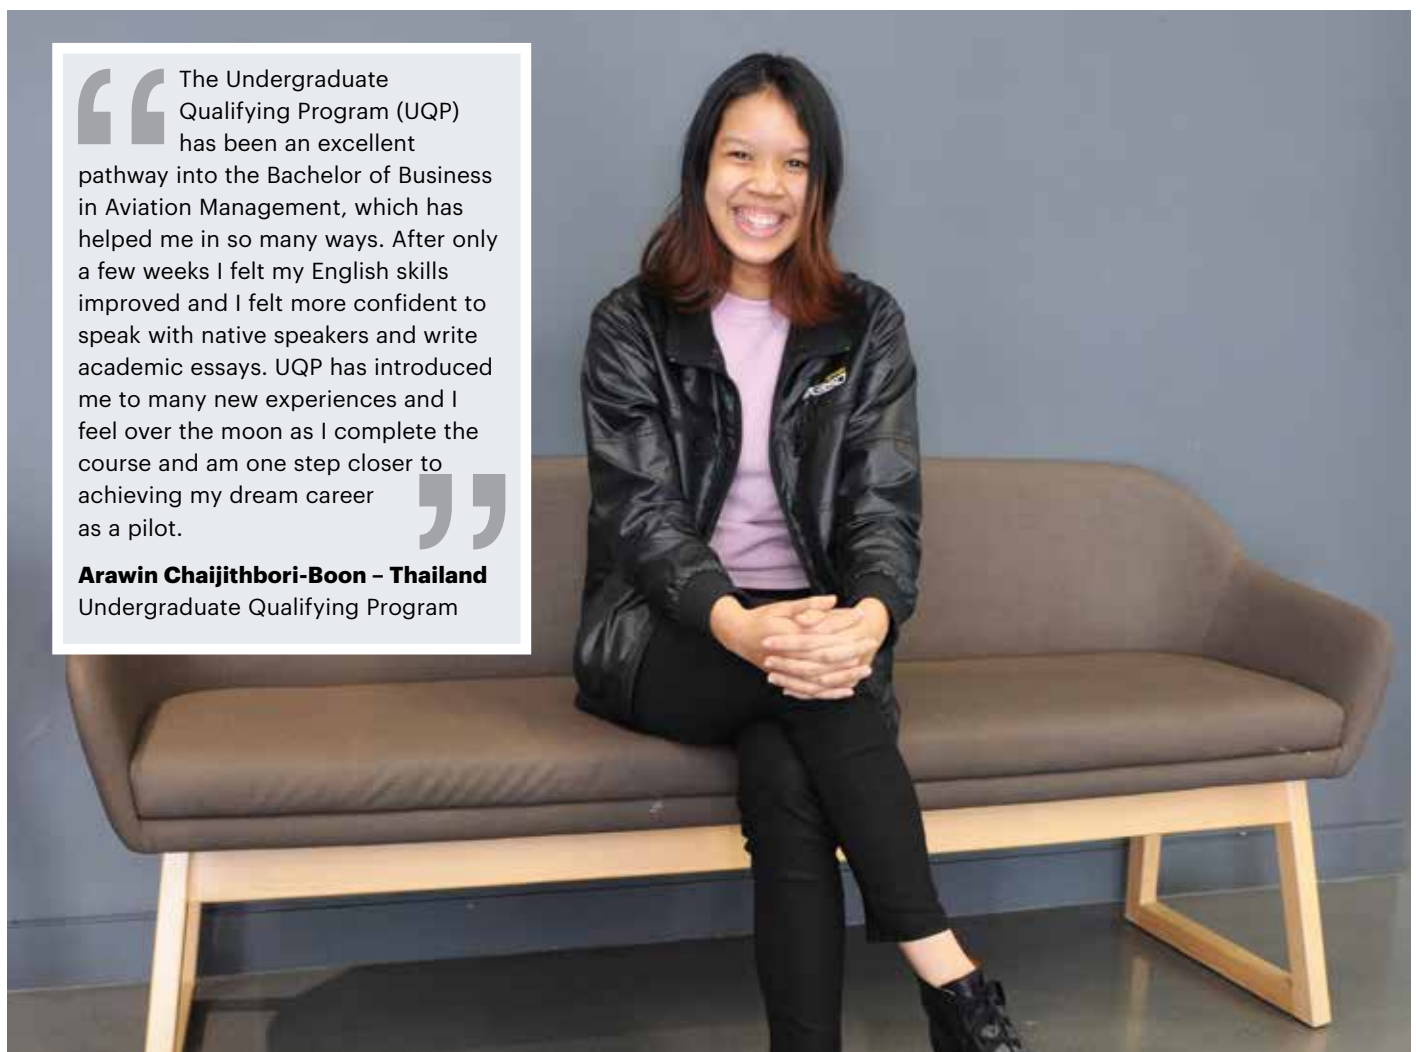 The Undergraduate
Qualifying Program (UQP)
has been an excellent
pathway into the Bachelor of Business
in Aviation Management, which has
helped me in so many ways. After only
a few weeks I felt my English skills
improved and I felt more confident to
speak with native speakers and write
academic essays. UQP has introduced
me to many new experiences and I
feel over the moon as I complete the
course and am one step closer to
achieving my dream career
as a pilot.
Arawin Chaijithbori-Boon – Thailand
Undergraduate Qualifying Program